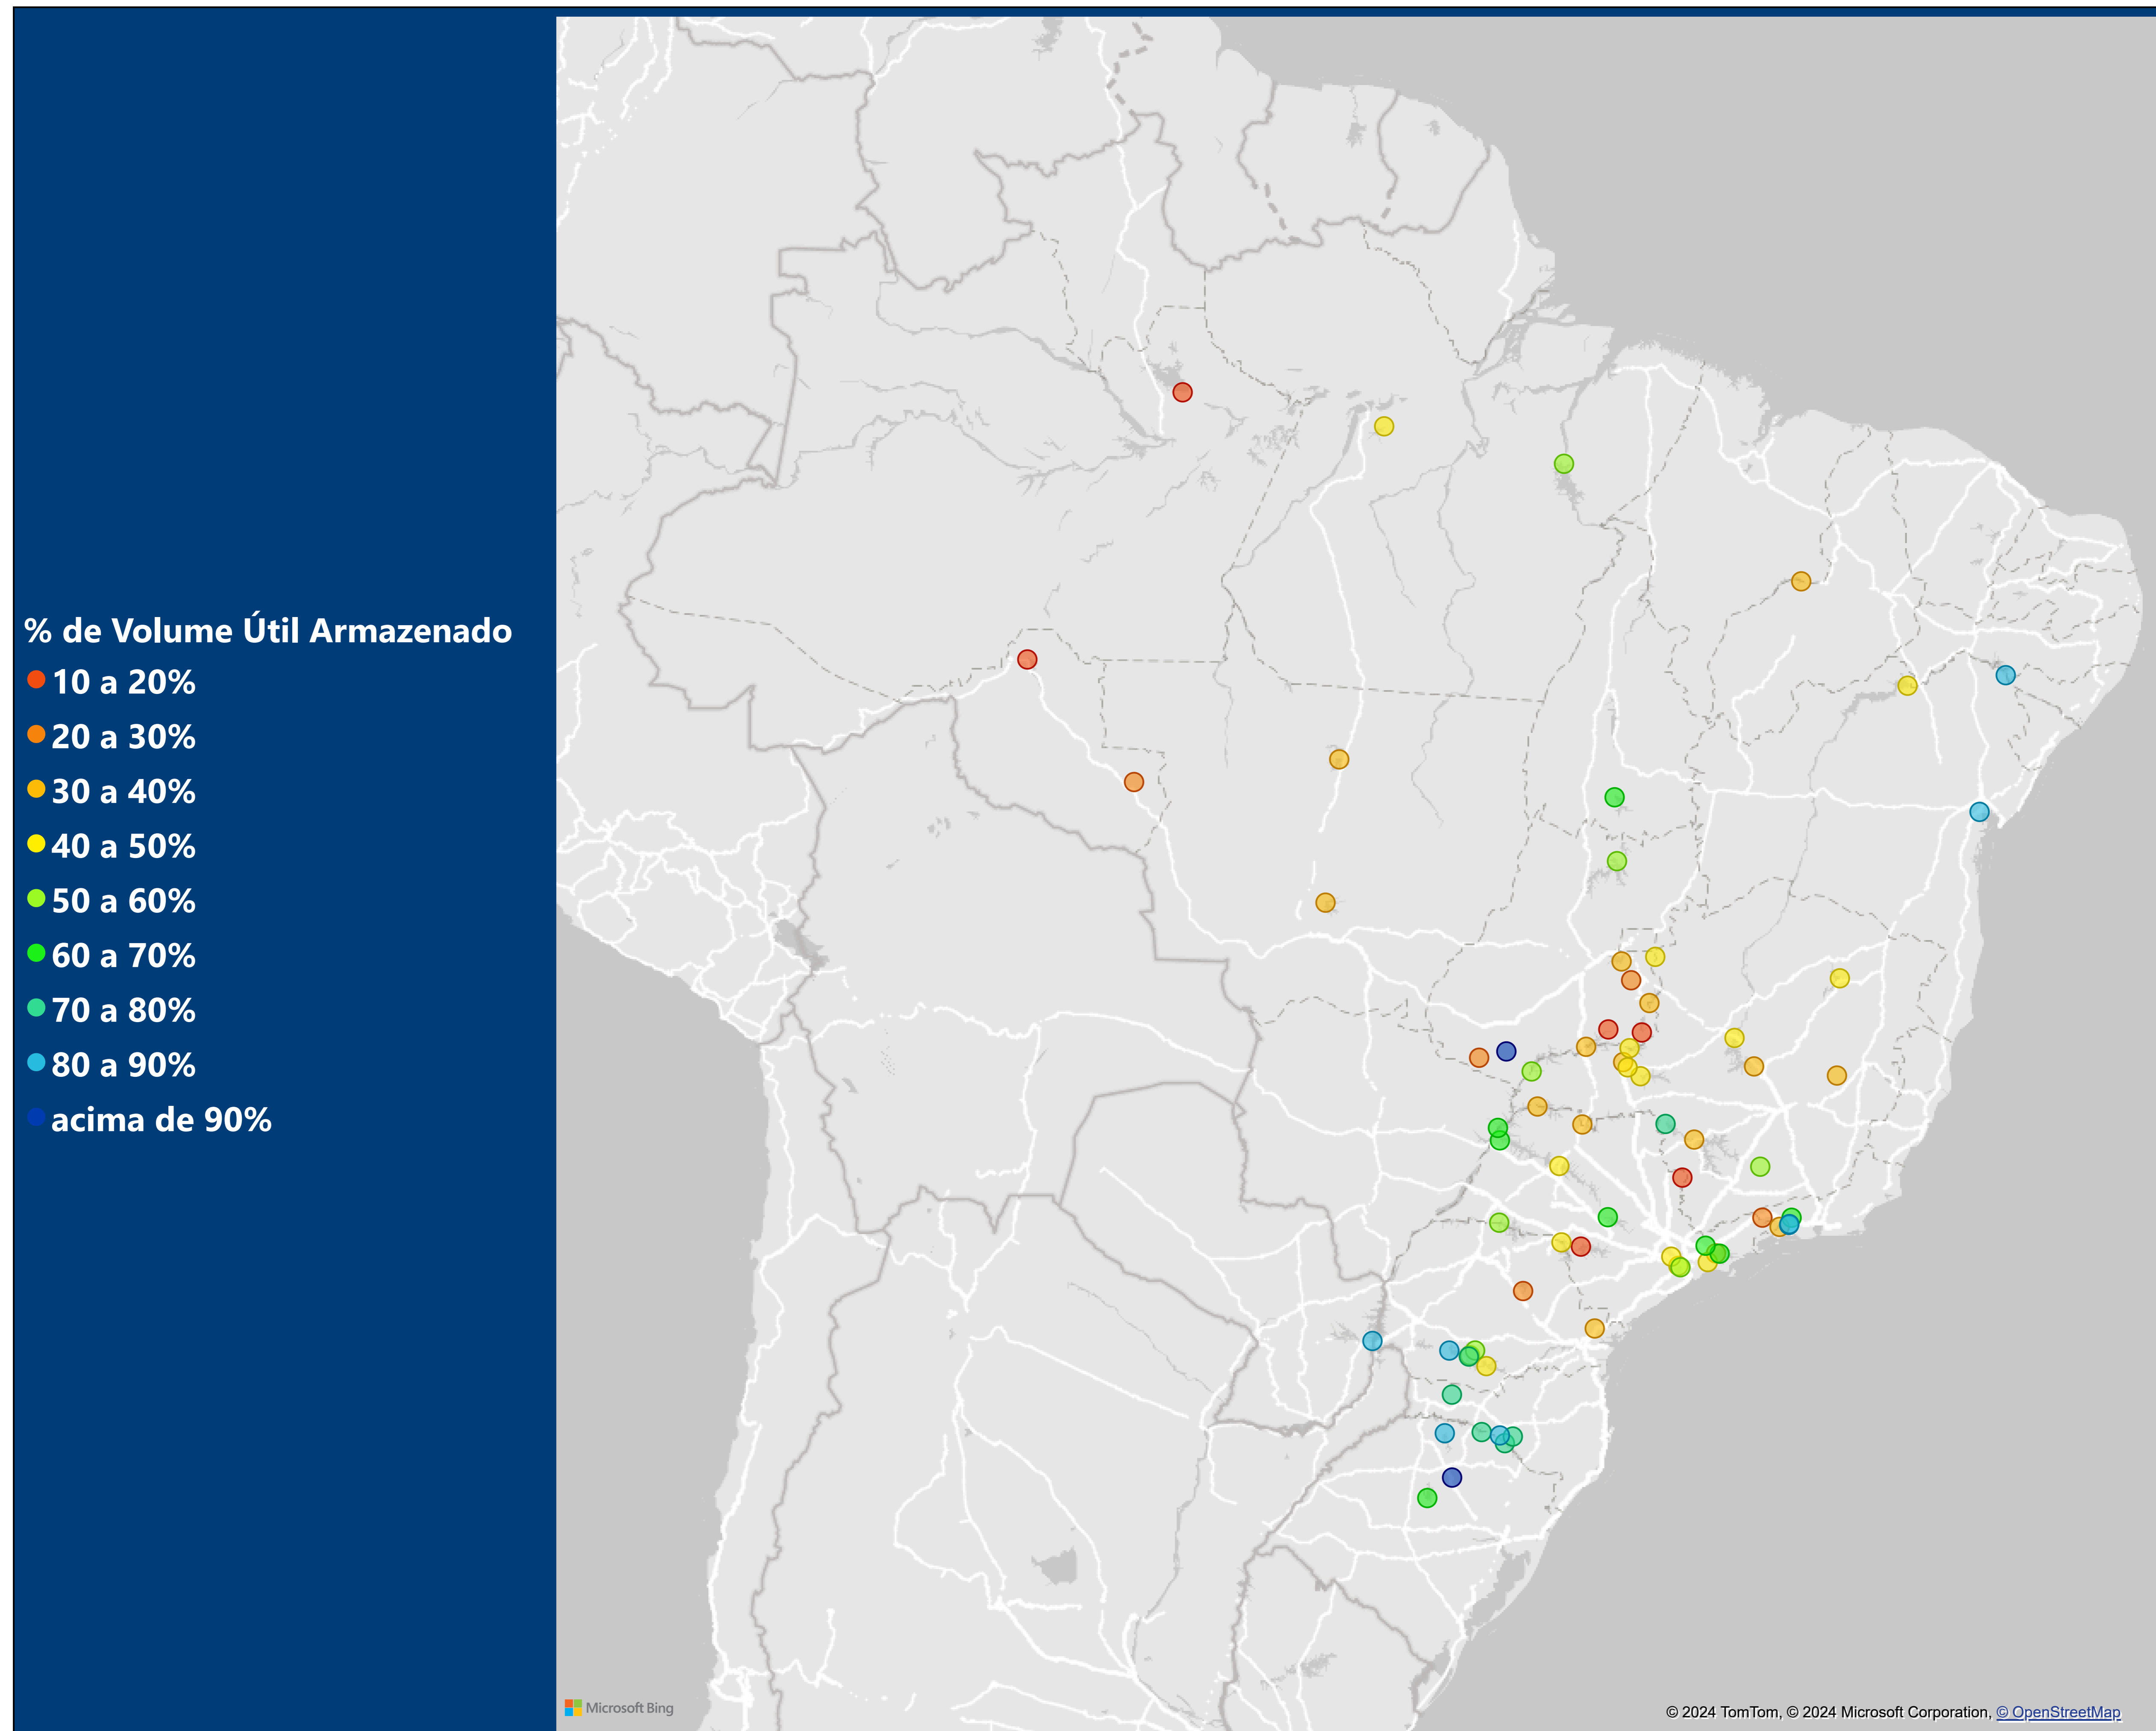 % de Volume Útil Armazenado
10 a 20%
20 a 30%
30 a 40%
40 a 50%
50 a 60%
60 a 70%
70 a 80%
80 a 90%
acima de 90%
Microsoft Bing
© 2024 TomTom, © 2024 Microsoft Corporation, © OpenStreetMap